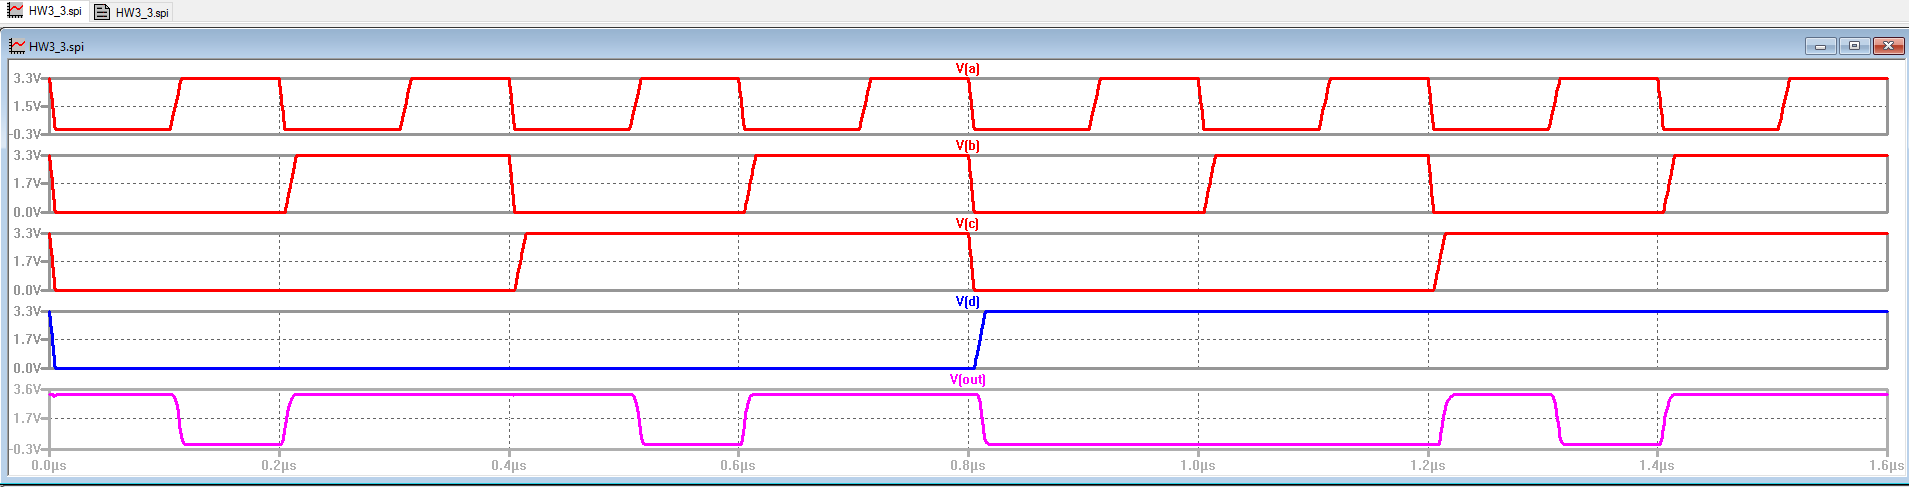 HW3_3.spi HW3_3.spi
HW3_3.spi
V(a)
3.3V
1.5V
-0.3V
V(b)
3.3V
1.7V
0.0V
V(c)
3.3V
1.7V
0.0V
V(d)
3.3V
1.7V
0.0V
V(out)
3.6V
1.7V
-0.3V
0.0µs 0.2µs 0.4µs 0.6µs 0.8µs 1.0µs 1.2µs 1.4µs 1.6µs